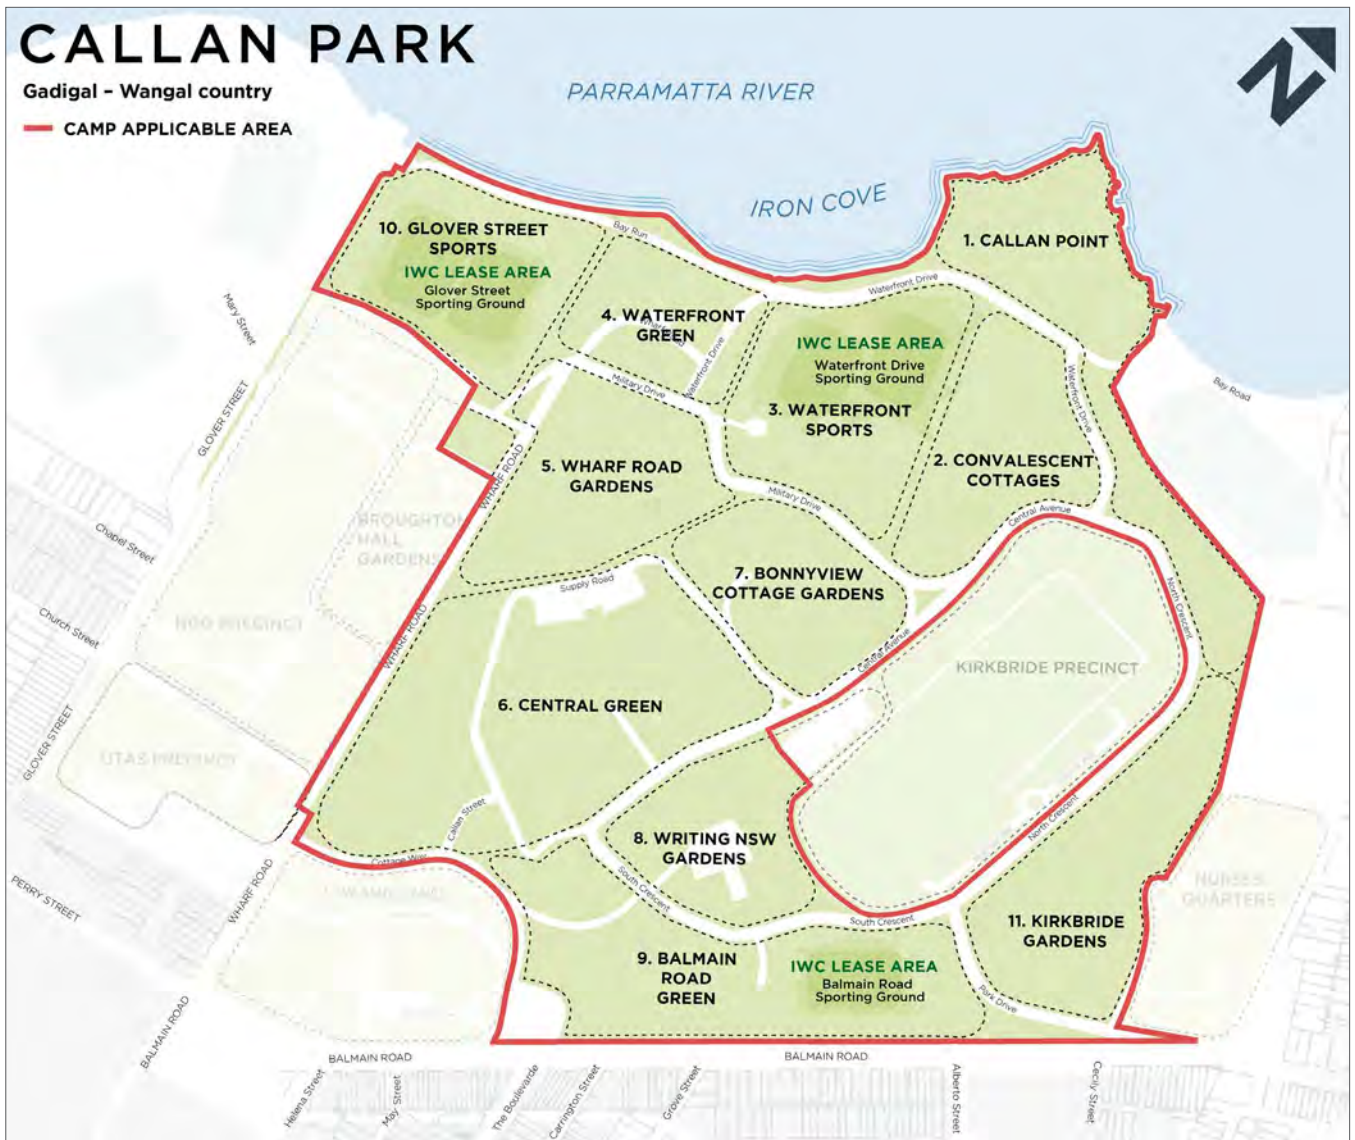 CALLAN PARK
Gadigal – Wangal country
CAMP APPLICABLE AREA
N
PARRAMATTA RIVER
IRON COVE
1. CALLAN POINT
10. GLOVER STREET
SPORTS
IWC LEASE AREA
Glover Street
Sporting Ground
Bay Run
Waterfront Drive
4. WATERFRONT
GREEN
Waterfront Drive
Military Drive
IWC LEASE AREA
Waterfront Drive
Sporting Ground
3. WATERFRONT
SPORTS
Waterfront Drive
Bay Road
Mary Street
GLOVER STREET
2. CONVALESCENT
COTTAGES
5. WHARF ROAD
GARDENS
WHARF ROAD
Military Drive
Central Avenue
BROUGHTON
HALL
GARDENS
Chapel Street
7. BONNYVIEW
COTTAGE GARDENS
Supply Road
North Crescent
Church Street
NGO PRECINCT
WHARF ROAD
Central Avenue
KIRKBRIDE PRECINCT
6. CENTRAL GREEN
GLOVER STREET
UTAS PRECINCT
Callan Street
North Crescent
8. WRITING NSW
GARDENS
Cottage Way
PERRY STREET
WHARF ROAD
South Crescent
South Crescent
NURSES
QUARTERS
11. KIRKBRIDE
GARDENS
9. BALMAIN
ROAD
GREEN
IWC LEASE AREA
Balmain Road
Sporting Ground
Park Drive
BALMAIN ROAD
BALMAIN ROAD
BALMAIN ROAD
Helena Street
May Street
The Boulevarde
Carrington Street
Grove Street
Alberto Street
Cecily Street